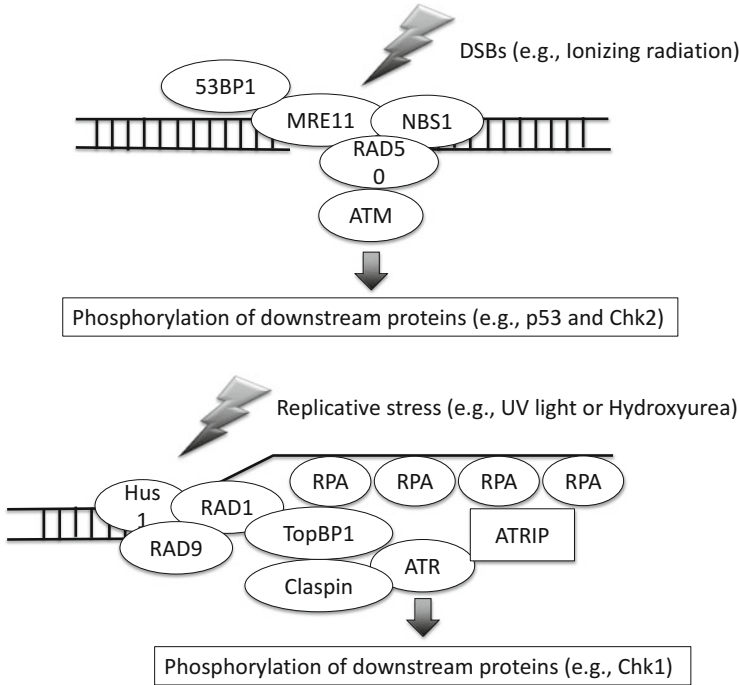 DSBs (e.g., Ionizing radiation)
53BP1
MRE11
NBS1
RAD5
0
ATM
Phosphorylation of downstream proteins (e.g., p53 and Chk2)
Replicative stress (e.g., UV light or Hydroxyurea)
RPA
RPA
RPA
RPA
Hus
1
RAD1
RAD9
TopBP1
ATRIP
ATR
Claspin
Phosphorylation of downstream proteins (e.g., Chk1)